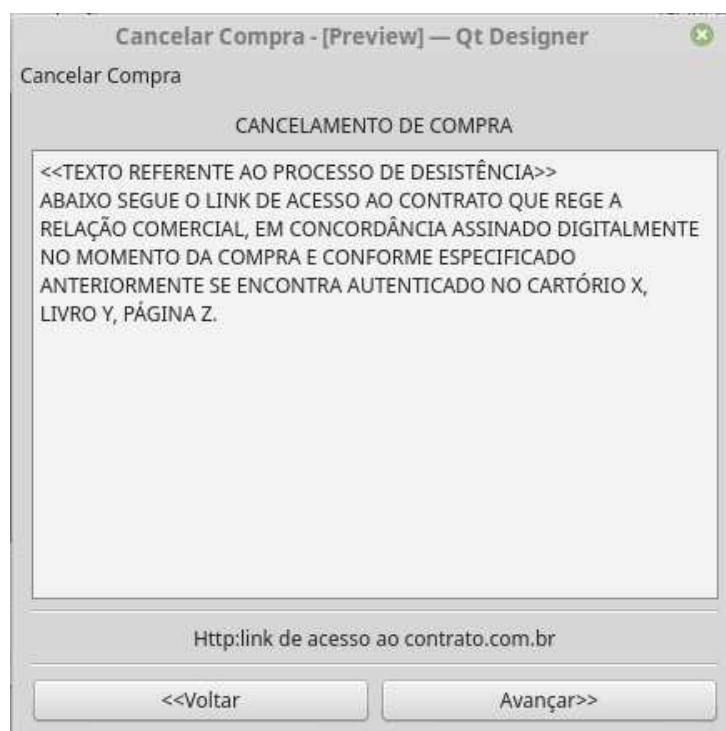 Cancelar Compra - [Preview] — Qt Designer
Cancelar Compra
CANCELAMENTO DE COMPRA
<<TEXTO REFERENTE AO PROCESSO DE DESISTÊNCIA>>
ABAIXO SEGUE O LINK DE ACESSO AO CONTRATO QUE REGE A
RELAÇÃO COMERCIAL, EM CONCORDÂNCIA ASSINADO DIGITALMENTE
NO MOMENTO DA COMPRA E CONFORME ESPECIFICADO
ANTERIORMENTE SE ENCONTRA AUTENTICADO NO CARTÓRIO X,
LIVRO Y, PÁGINA Z.
Http:link de acesso ao contrato.com.br
<<Voltar
Avançar>>